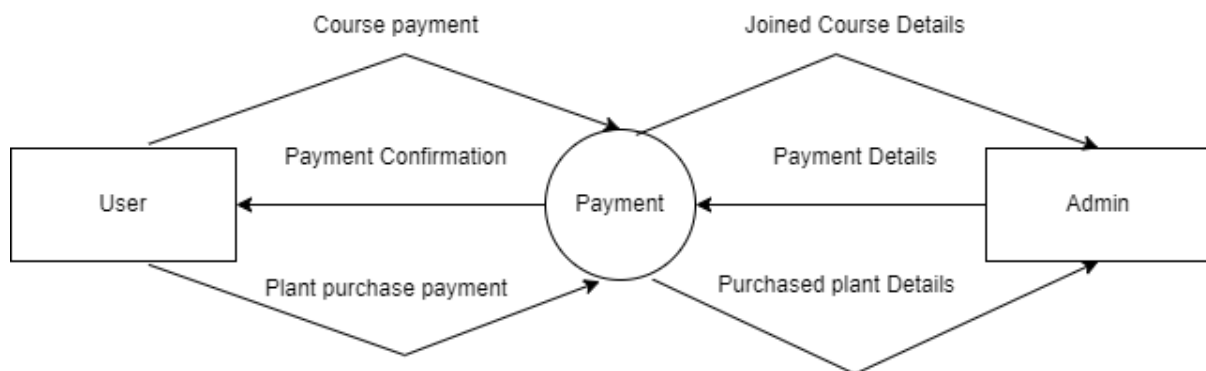 Course payment
Joined Course Details
Payment Confirmation
Payment Details
User
Payment
Admin
Plant purchase payment
Purchased plant Details